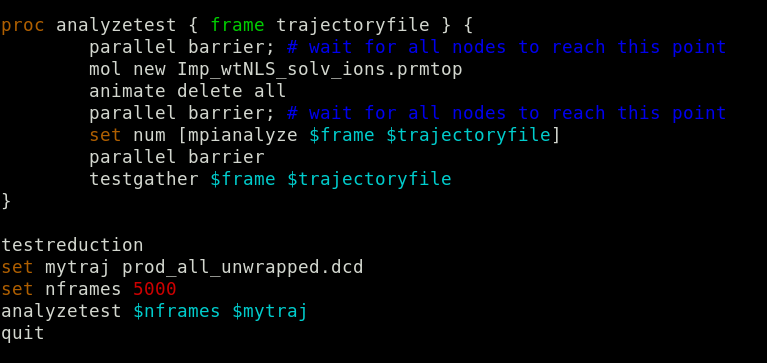 proc analyzetest { frame trajectoryfile } {
        parallel barrier; # wait for all nodes to reach this point
        mol new Imp_wtNLS_solv_ions.prmtop
        animate delete all
        parallel barrier; # wait for all nodes to reach this point
        set num [mpianalyze $frame $trajectoryfile]
        parallel barrier
        testgather $frame $trajectoryfile
}

testreduction
set mytraj prod_all_unwrapped.dcd
set nframes 5000
analyzetest $nframes $mytraj
quit